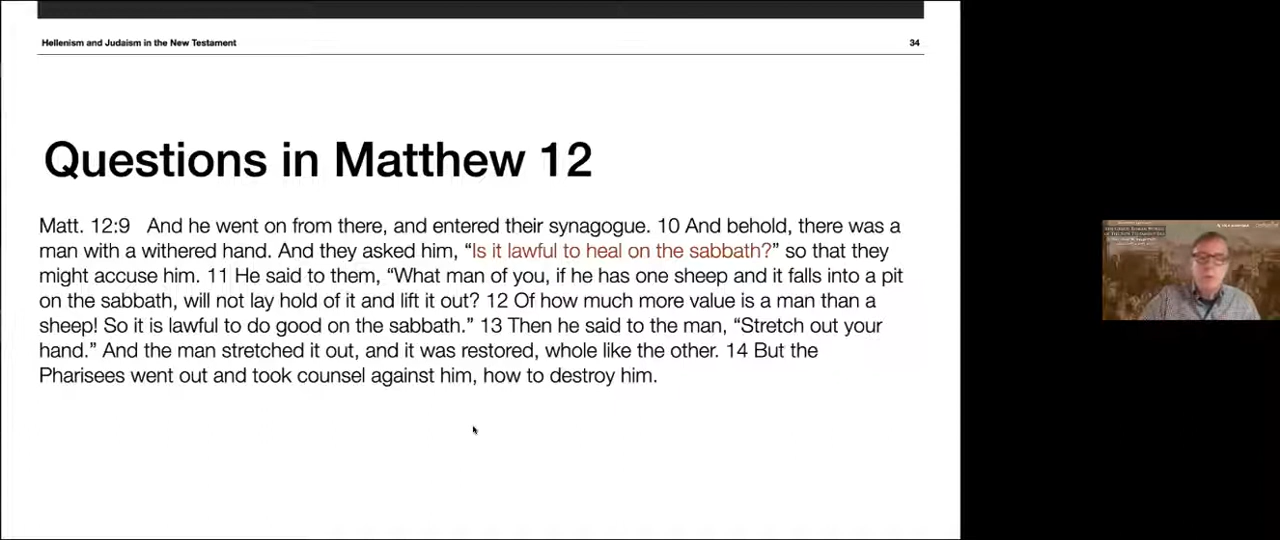 Hellenism and Judaism in the New Testament
34
Questions in Matthew 12
Matt. 12:9 And he went on from there, and entered their synagogue. 10 And behold, there was a
man with a withered hand. And they asked him, “Is it lawful to heal on the sabbath?” so that they
might accuse him. 11 He said to them, “What man of you, if he has one sheep and it falls into a pit
on the sabbath, will not lay hold of it and lift it out? 12 Of how much more value is a man than a
sheep! So it is lawful to do good on the sabbath.” 13 Then he said to the man, “Stretch out your
hand.” And the man stretched it out, and it was restored, whole like the other. 14 But the
Pharisees went out and took counsel against him, how to destroy him.